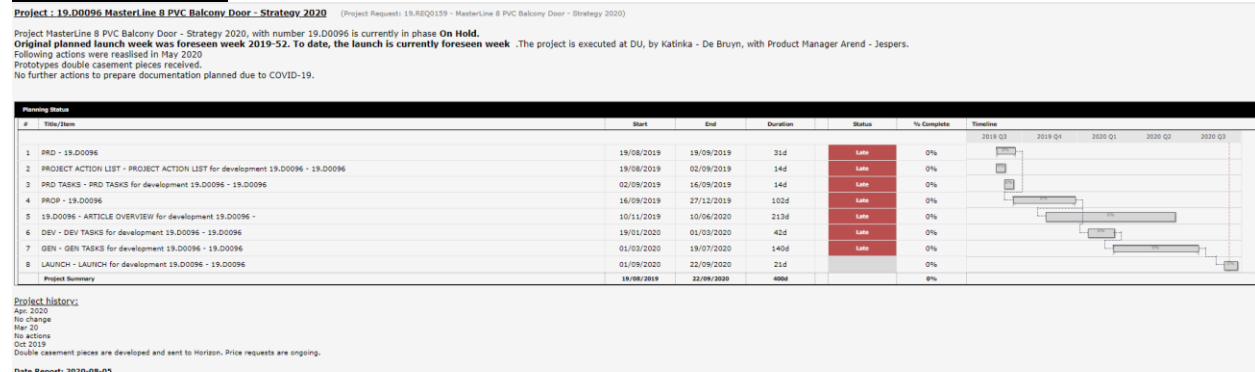 Project : 19.D0096 MasterLine 8 PVC Balcony Door - Strategy 2020 (Project Request: 19.REQ0159 - MasterLine 8 PVC Balcony Door - Strategy 2020)
Project MasterLine 8 PVC Balcony Door - Strategy 2020, with number 19.D0096 is currently in phase On Hold.
Original planned launch week was foreseen week 2019-52. To date, the launch is currently foreseen week .The project is executed at DU, by Katinka - De Bruyn, with Product Manager Arend - Jespers.
Following actions were reaslised in May 2020
Prototypes double casement pieces received.
No further actions to prepare documentation planned due to COVID-19.
Planning Status
# Title/Item Start End Duration Status % Complete Timeline
2019 Q3 2019 Q4 2020 Q1 2020 Q2 2020 Q3
1 PRD - 19.D0096 19/08/2019 19/09/2019 31d Late 0% 0%
2 PROJECT ACTION LIST - PROJECT ACTION LIST for development 19.D0096 - 19.D0096 19/08/2019 02/09/2019 14d Late 0% 0%
3 PRD TASKS - PRD TASKS for development 19.D0096 - 19.D0096 02/09/2019 16/09/2019 14d Late 0% 0%
4 PROP - 19.D0096 16/09/2019 27/12/2019 102d Late 0% 0%
5 19.D0096 - ARTICLE OVERVIEW for development 19.D0096 - 10/11/2019 10/06/2020 213d Late 0% 0%
6 DEV - DEV TASKS for development 19.D0096 - 19.D0096 19/01/2020 01/03/2020 42d Late 0% 0%
7 GEN - GEN TASKS for development 19.D0096 - 19.D0096 01/03/2020 19/07/2020 140d Late 0% 0%
8 LAUNCH - LAUNCH for development 19.D0096 - 19.D0096 01/09/2020 22/09/2020 21d 0% 0%
Project Summary 19/08/2019 22/09/2020 400d 0%
Project history:
Apr. 2020
No change
Mar 20
No actions
Oct 2019
Double casement pieces are developed and sent to Horizon. Price requests are ongoing.
Date Report: 2020-08-05